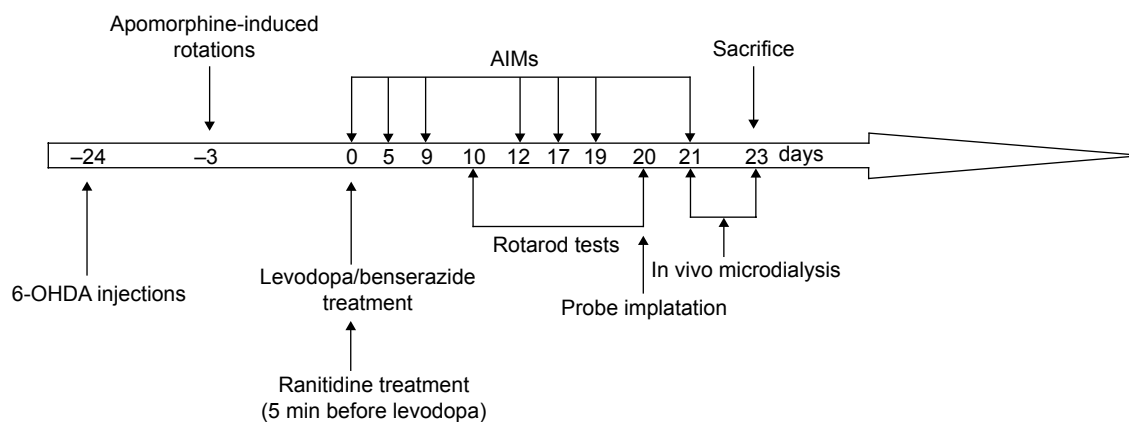 Apomorphine-induced
rotations
AIMs
Sacrifice
–24 –3 0 5 9 10 12 17 19 20 21 23 days
6-OHDA injections
Levodopa/benserazide
treatment
Rotarod tests
In vivo microdialysis
Probe implatation
Ranitidine treatment
(5 min before levodopa)